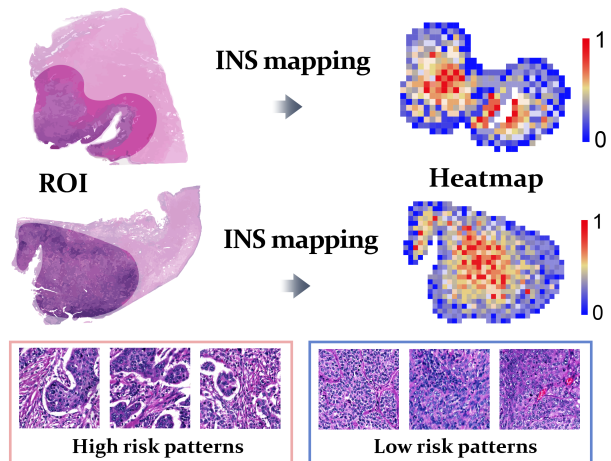 INS mapping
1
0
ROI
Heatmap
INS mapping
1
0
High risk patterns
Low risk patterns